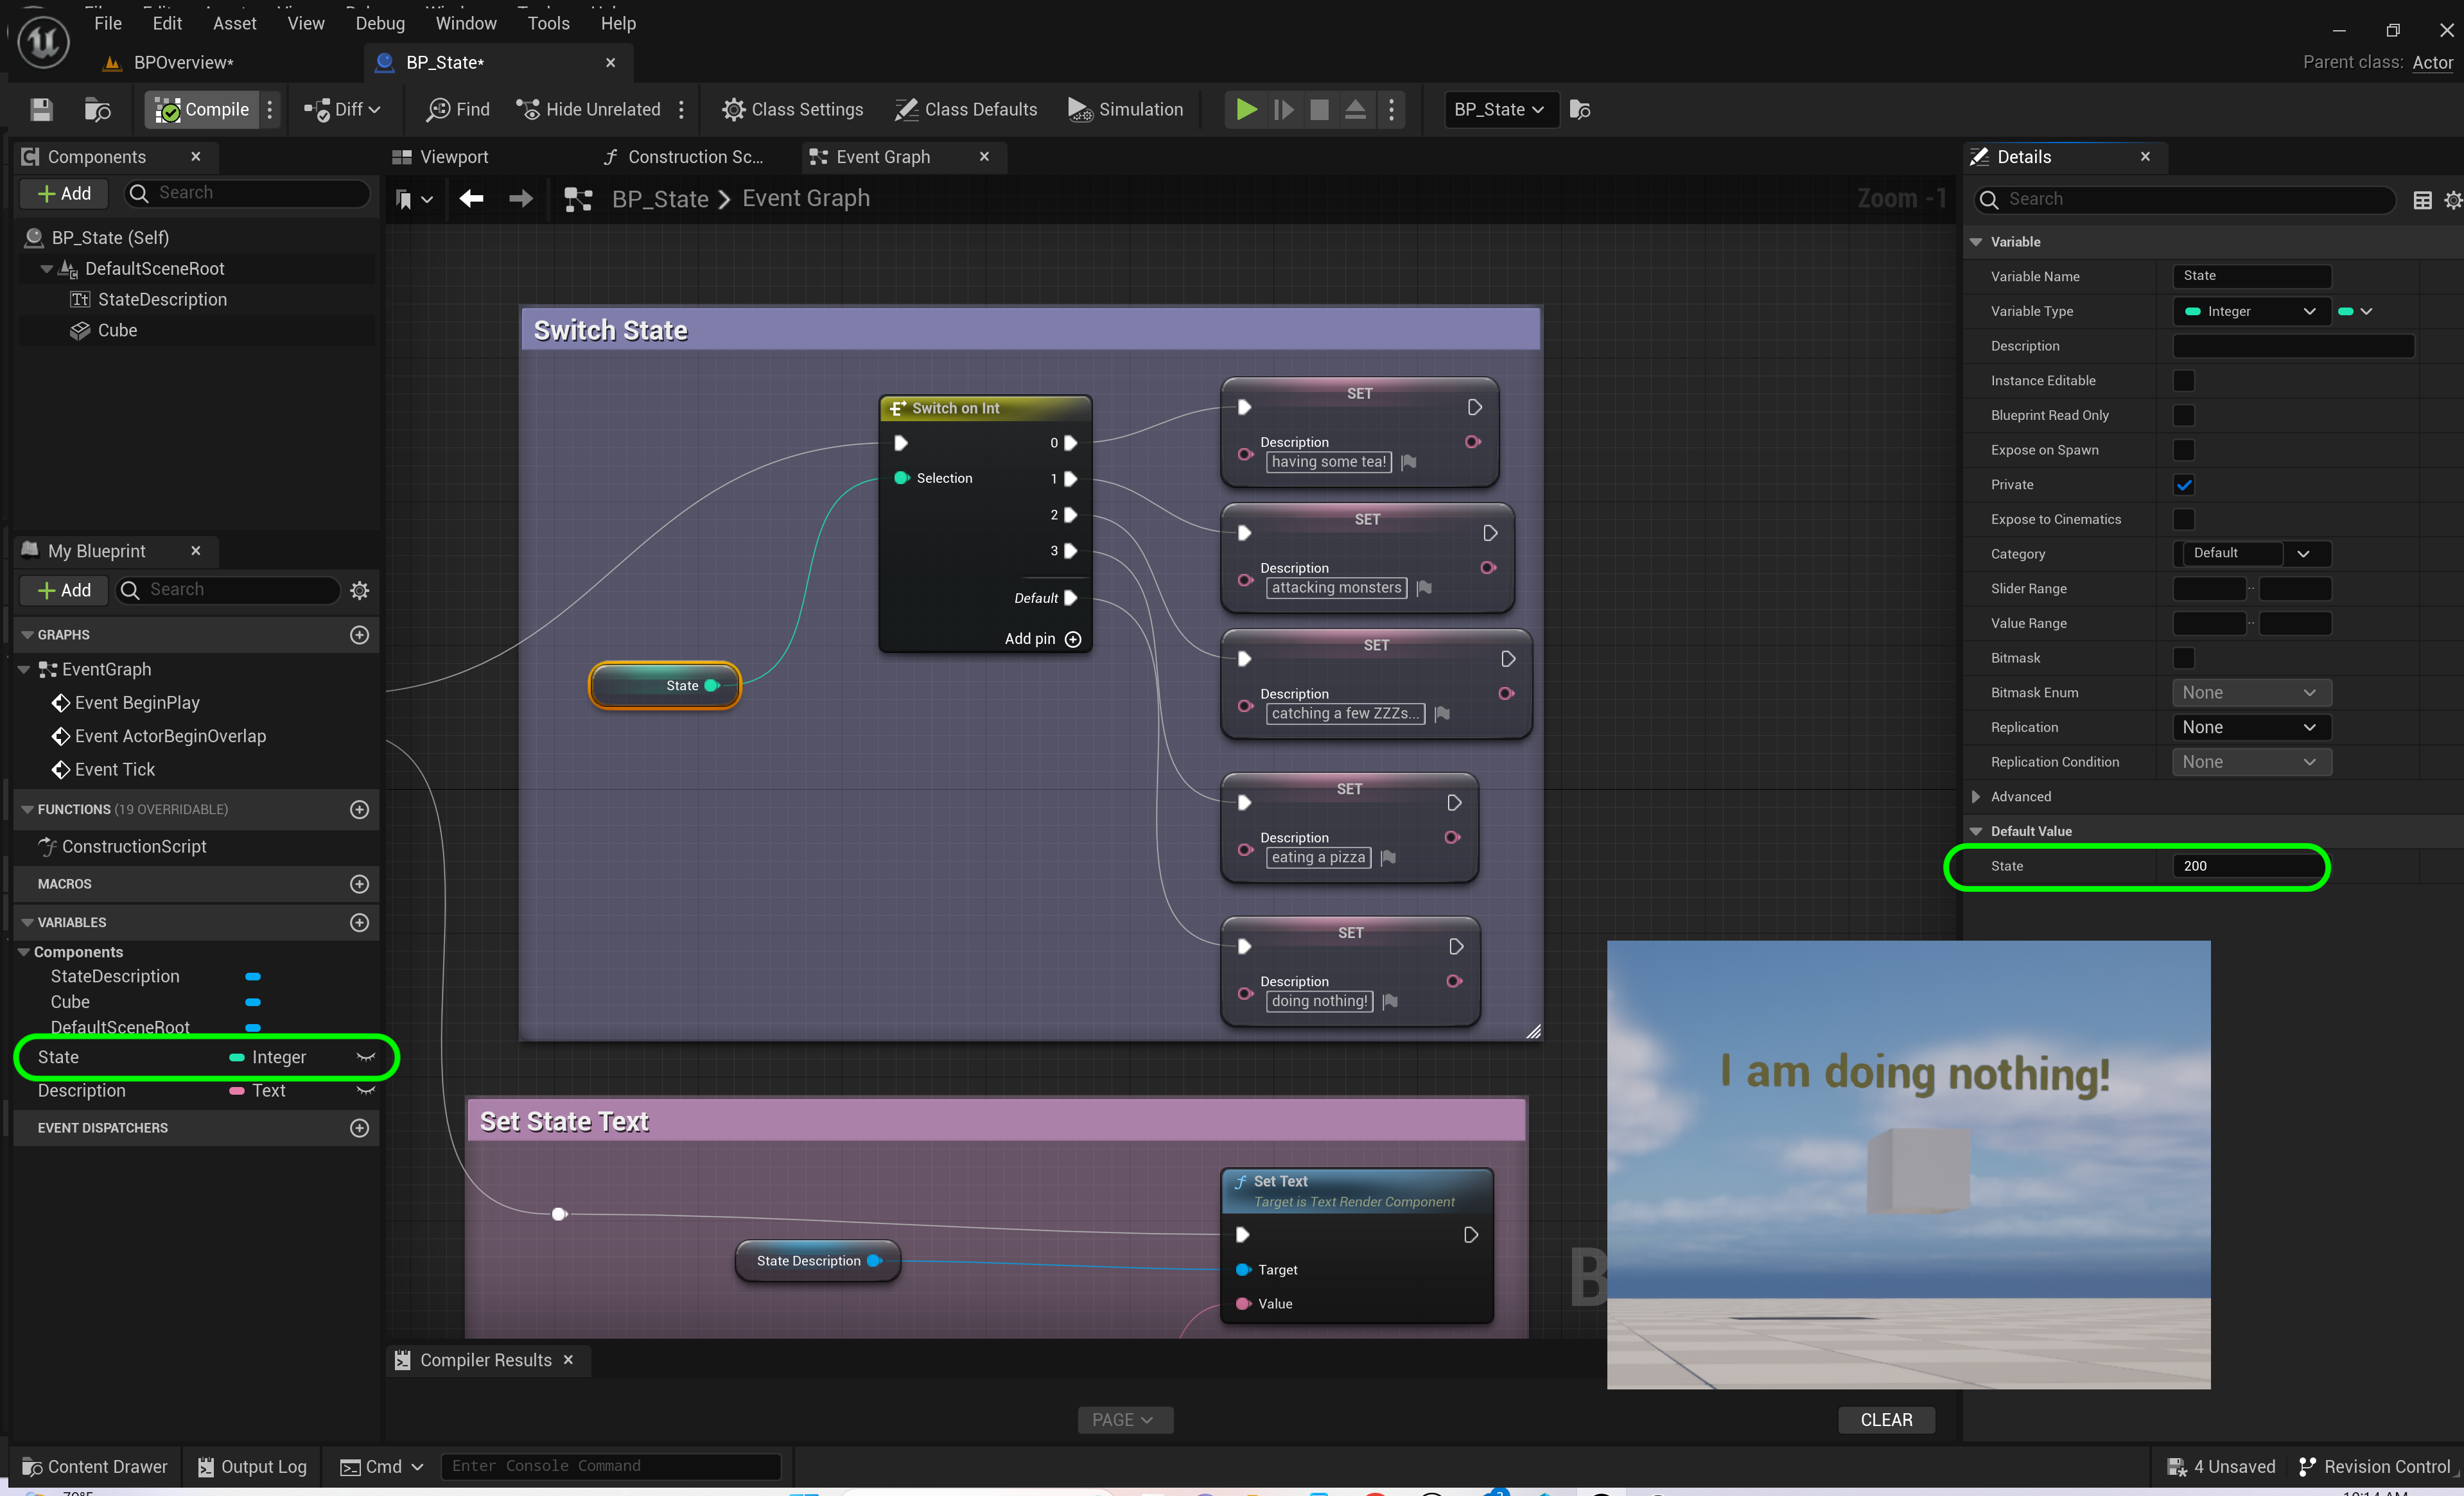 File Edit Asset View Debug Window Tools Help
BPOverview*
BP_State*
Parent class: Actor
Compile
Diff
Find
Hide Unrelated
Class Settings
Class Defaults
Simulation
BP_State
Components
Add
Search
BP_State (Self)
DefaultSceneRoot
StateDescription
Cube
My Blueprint
Add
Search
GRAPHS
EventGraph
Event BeginPlay
Event ActorBeginOverlap
Event Tick
FUNCTIONS (19 OVERRIDABLE)
ConstructionScript
MACROS
VARIABLES
Components
StateDescription
Cube
DefaultSceneRoot
State Integer
Description Text
EVENT DISPATCHERS
Viewport
Construction Sc...
Event Graph
BP_State > Event Graph
Zoom -1
Switch State
Switch on Int
0
Selection
1
2
3
Default
Add pin
State
SET
Description
having some tea!
SET
Description
attacking monsters
SET
Description
catching a few ZZZs...
SET
Description
eating a pizza
SET
Description
doing nothing!
Set State Text
Set Text
Target is Text Render Component
State Description
Target
Value
B
I am doing nothing!
Compiler Results
PAGE
CLEAR
Details
Search
Variable
Variable Name State
Variable Type Integer
Description
Instance Editable
Blueprint Read Only
Expose on Spawn
Private
Expose to Cinematics
Category Default
Slider Range
Value Range
Bitmask
Bitmask Enum None
Replication None
Replication Condition None
Advanced
Default Value
State 200
Content Drawer
Output Log
Cmd
Enter Console Command
4 Unsaved
Revision Control